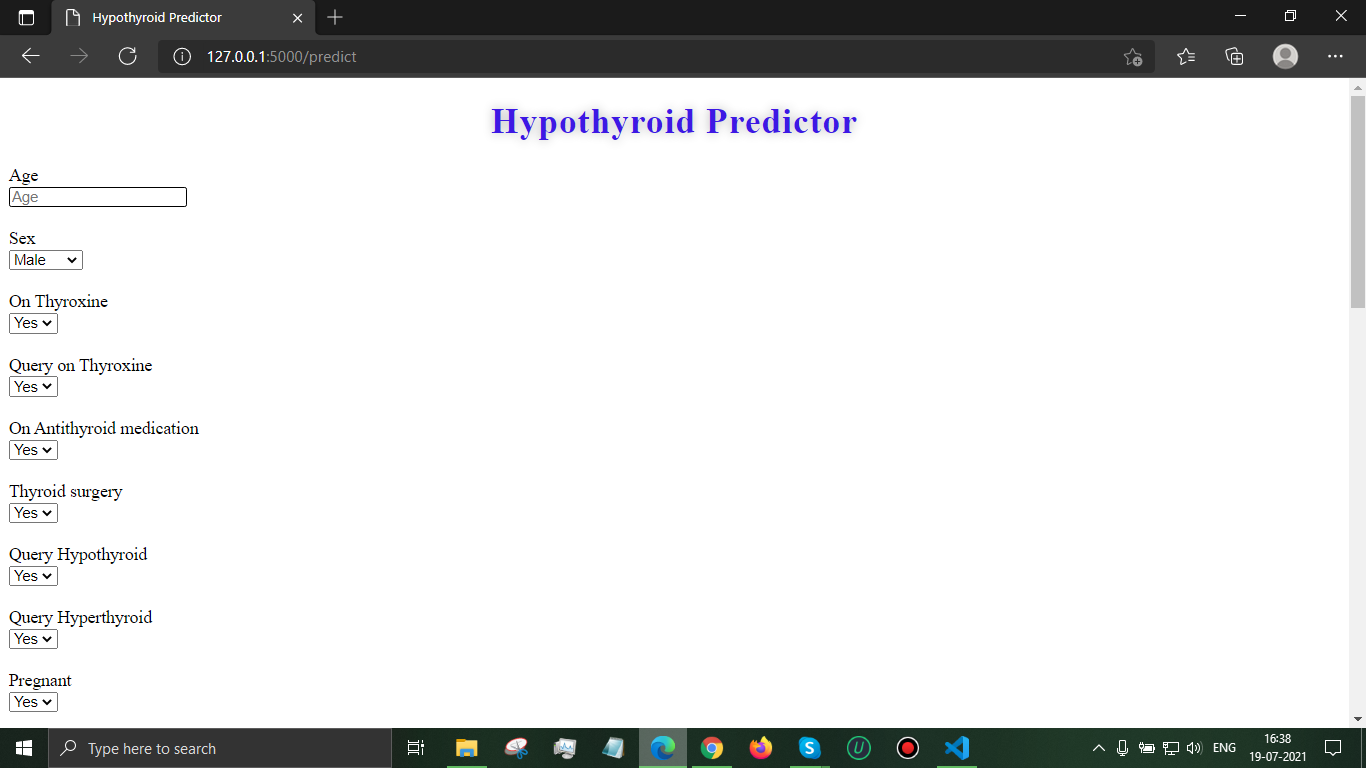 Hypothyroid Predictor
127.0.0.1:5000/predict
Hypothyroid Predictor
Age
Age
Sex
Male
On Thyroxine
Yes
Query on Thyroxine
Yes
On Antithyroid medication
Yes
Thyroid surgery
Yes
Query Hypothyroid
Yes
Query Hyperthyroid
Yes
Pregnant
Yes
Type here to search
ENG
16:38
19-07-2021